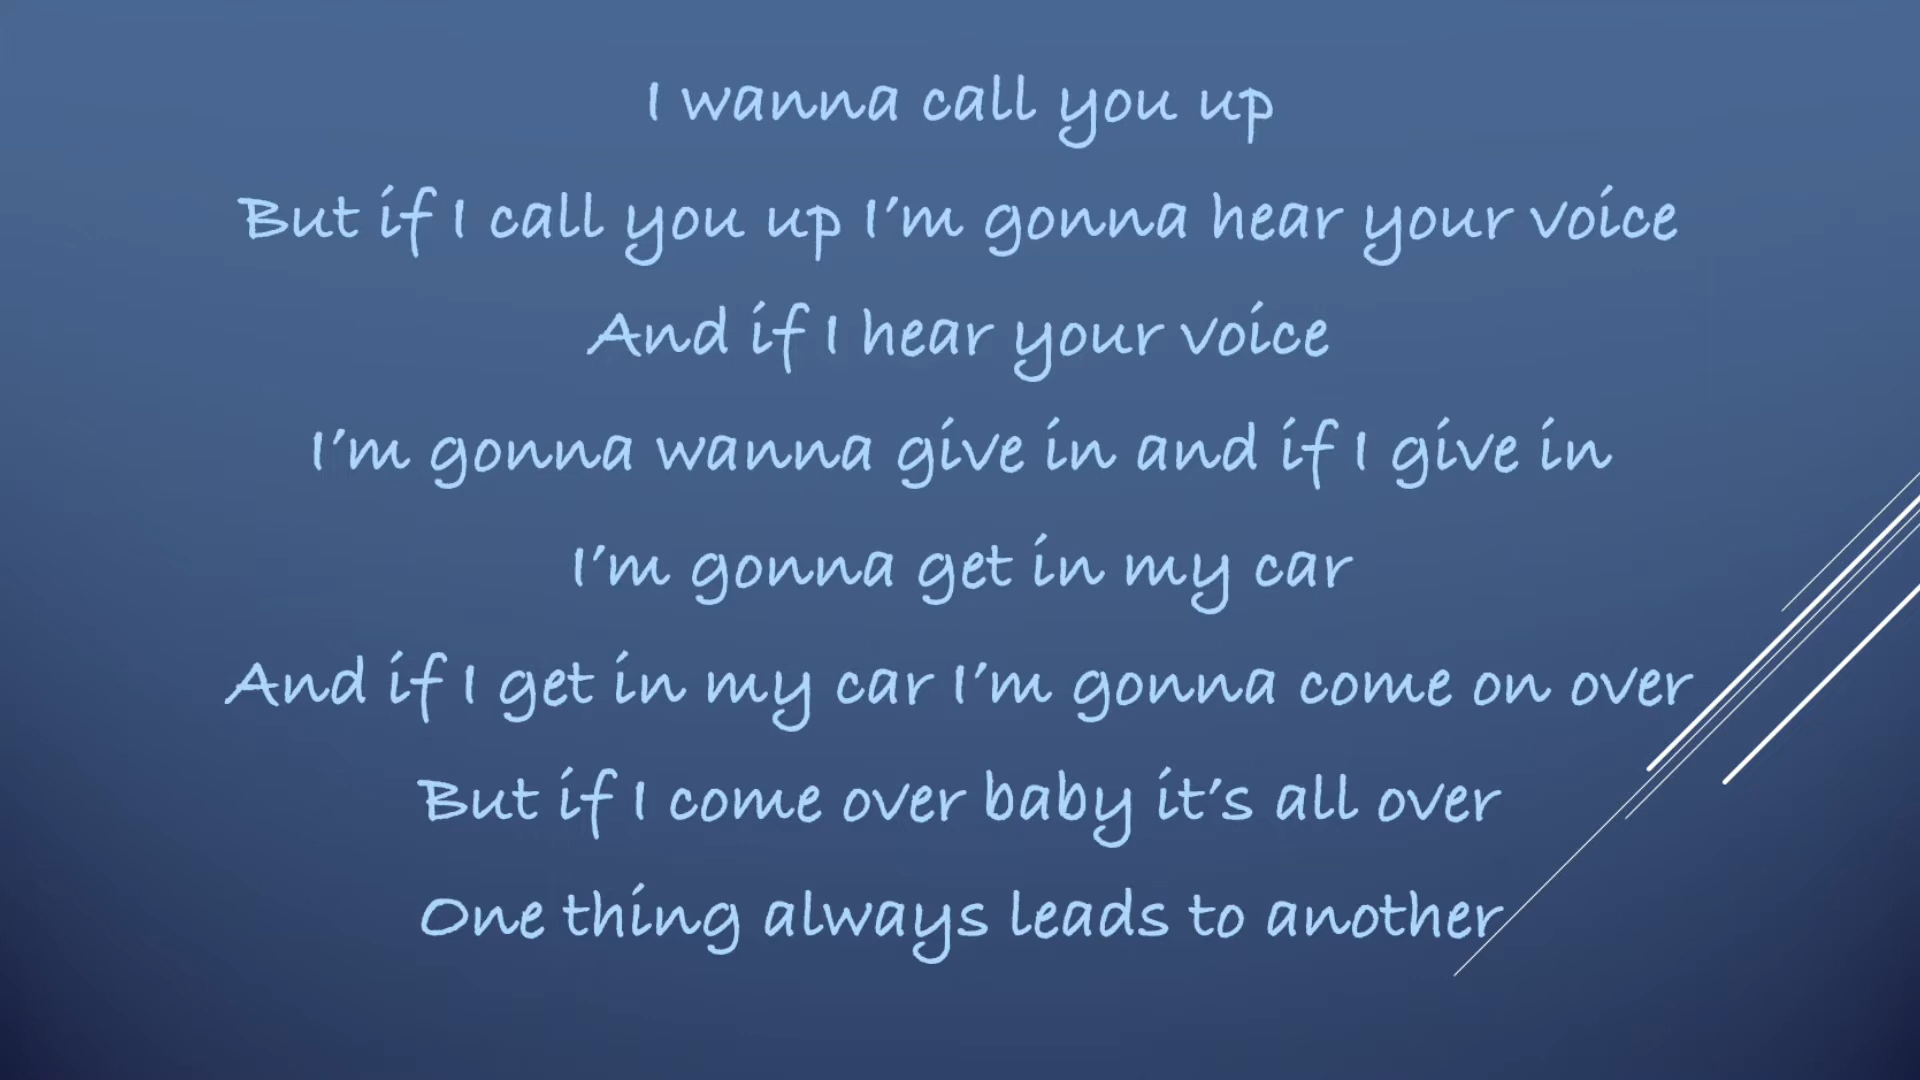 I wanna call you up
But if I call you up I'm gonna hear your voice
And if I hear your voice
I'm gonna wanna give in and if I give in
I'm gonna get in my car
And if I get in my car I'm gonna come on over
But if I come over baby it's all over
One thing always leads to another